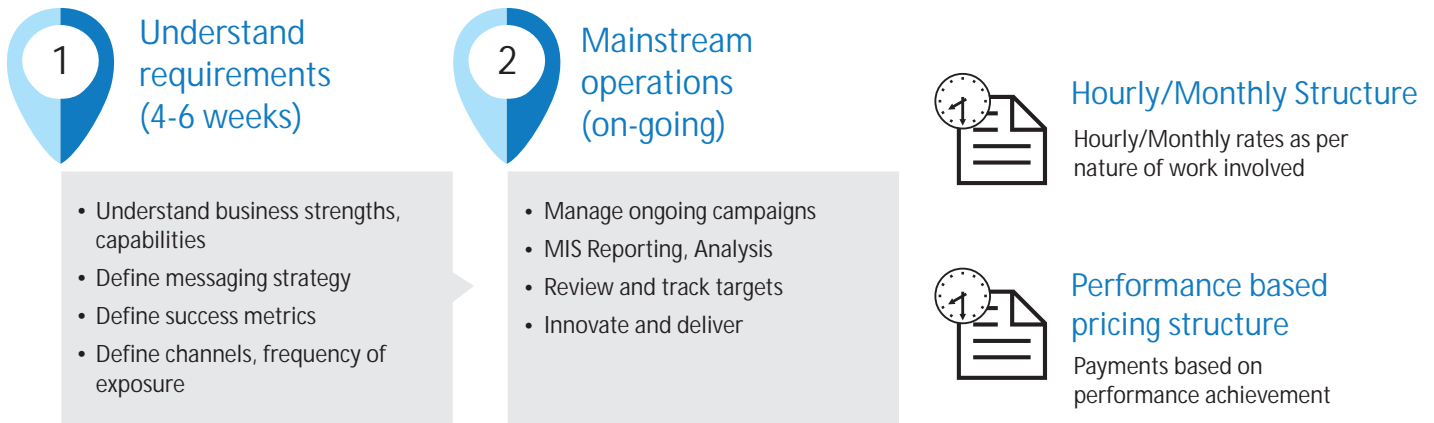 1
Understand
requirements
(4-6 weeks)
• Understand business strengths,
capabilities
• Define messaging strategy
• Define success metrics
• Define channels, frequency of
exposure
2
Mainstream
operations
(on-going)
• Manage ongoing campaigns
• MIS Reporting, Analysis
• Review and track targets
• Innovate and deliver
Hourly/Monthly Structure
Hourly/Monthly rates as per
nature of work involved
Performance based
pricing structure
Payments based on
performance achievement